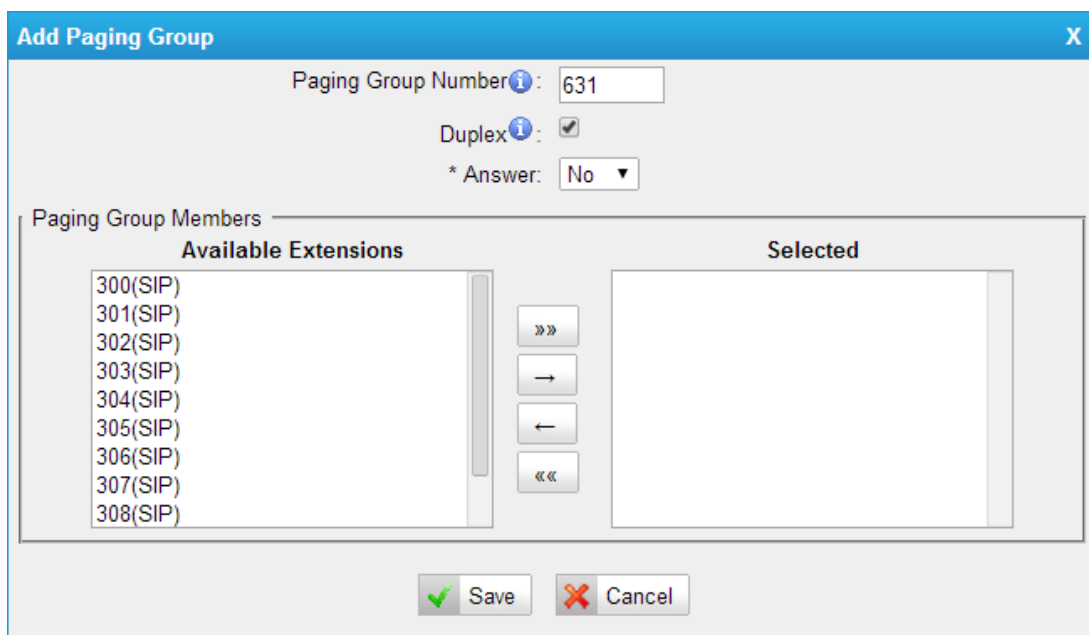 Add Paging Group X
Paging Group Number i : 631
Duplex i :
* Answer: No ▼
Paging Group Members
Available Extensions Selected
300(SIP)
301(SIP)
302(SIP)
303(SIP)
304(SIP)
305(SIP)
306(SIP)
307(SIP)
308(SIP)
»»
→
←
««
Save Cancel